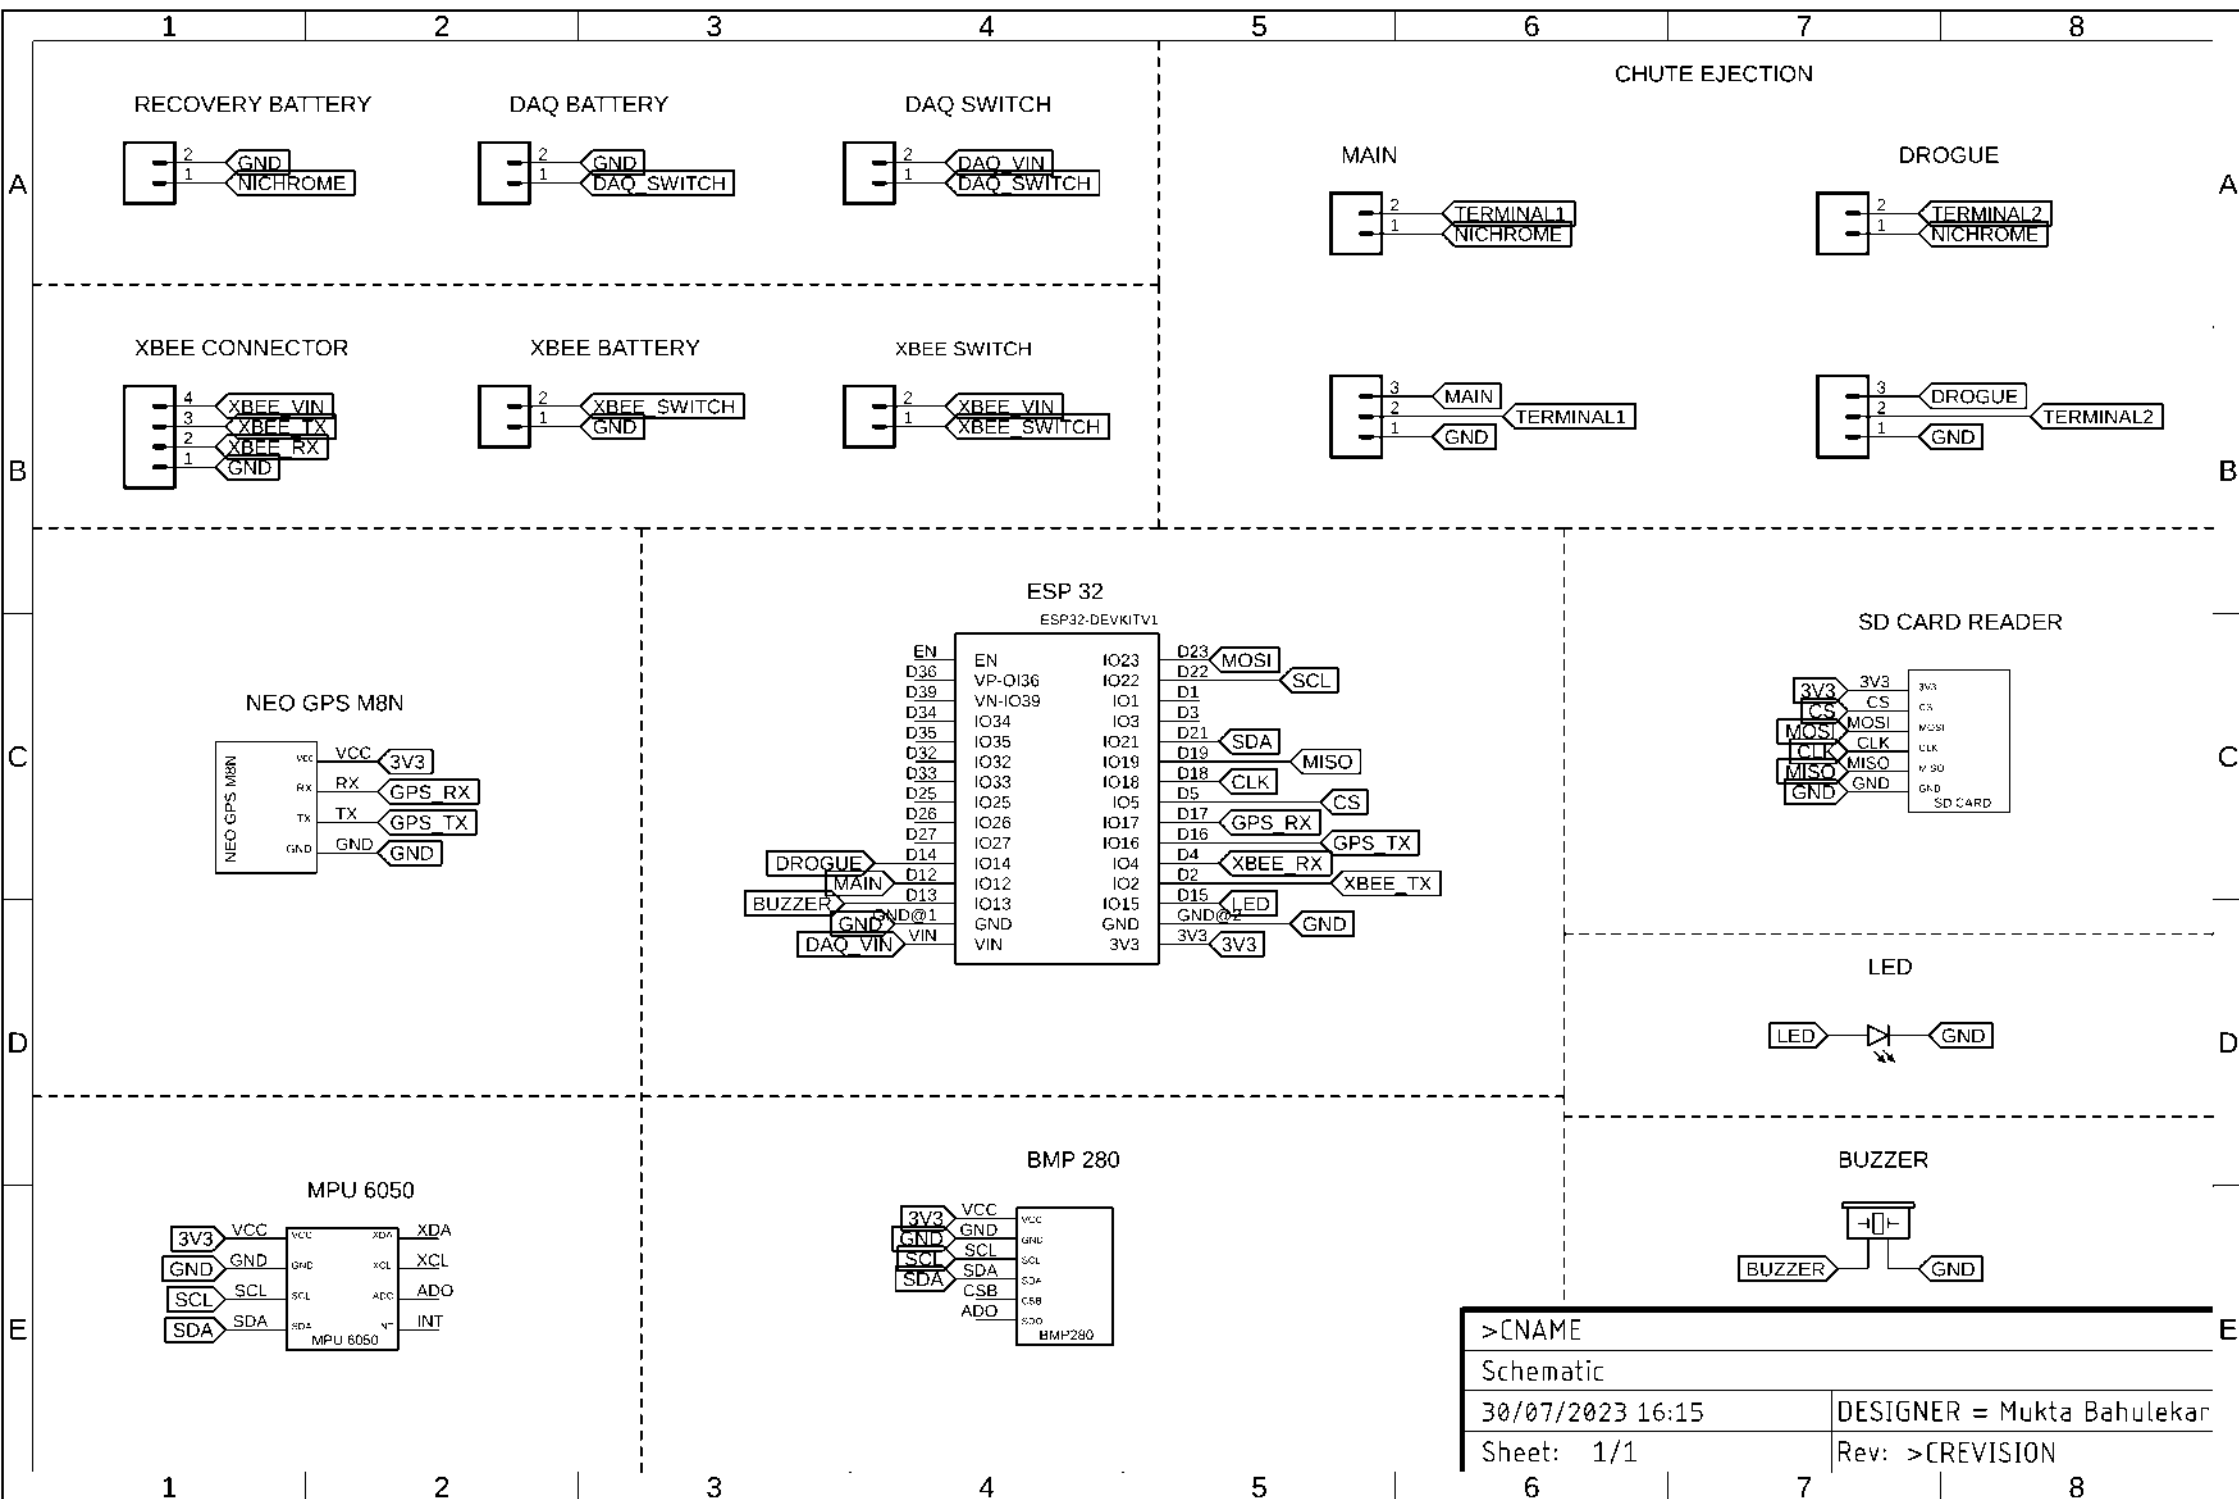 1 2 3 4 5 6 7 8
CHUTE EJECTION
RECOVERY BATTERY
2 GND
1 NICHROME
DAQ BATTERY
2 GND
1 DAQ_SWITCH
DAQ SWITCH
2 DAQ_VIN
1 DAQ_SWITCH
MAIN
2 TERMINAL1
1 NICHROME
DROGUE
2 TERMINAL2
1 NICHROME
A A
XBEE CONNECTOR
4 XBEE_VIN
3 XBEE_TX
2 XBEE_RX
1 GND
XBEE BATTERY
2 XBEE_SWITCH
1 GND
XBEE SWITCH
2 XBEE_VIN
1 XBEE_SWITCH
3 MAIN
2 TERMINAL1
1 GND
3 DROGUE
2 TERMINAL2
1 GND
B B
NEO GPS M8N
NEO GPS M8N
VCC VCC 3V3
RX RX GPS_RX
TX TX GPS_TX
GND GND GND
ESP 32
ESP32-DEVKITV1
EN EN IO23 D23 MOSI
D36 VP-OI36 IO22 D22 SCL
D39 VN-IO39 IO1 D1
D34 IO34 IO3 D3
D35 IO35 IO21 D21 SDA
D32 IO32 IO19 D19 MISO
D33 IO33 IO18 D18 CLK
D25 IO25 IO5 D5 CS
D26 IO26 IO17 D17 GPS_RX
D27 IO27 IO16 D16 GPS_TX
DROGUE D14 IO14 IO4 D4 XBEE_RX
MAIN D12 IO12 IO2 D2 XBEE_TX
BUZZER D13 IO13 IO15 D15 LED
GND GND@1 GND GND GND@2 GND
DAQ_VIN VIN VIN 3V3 3V3 3V3
SD CARD READER
3V3 3V3 3V3
CS CS CS
MOSI MOSI MOSI
CLK CLK CLK
MISO MISO MISO
GND GND GND
SD CARD
C C
LED
LED GND
D D
MPU 6050
3V3 VCC VCC XDA XDA
GND GND GND XCL XCL
SCL SCL SCL ADO ADO
SDA SDA SDA INT INT
MPU 6050
BMP 280
3V3 VCC VCC
GND GND GND
SCL SCL SCL
SDA SDA SDA
CSB CSB
ADO SDO
BMP280
BUZZER
BUZZER GND
E E
>CNAME
Schematic
30/07/2023 16:15 DESIGNER = Mukta Bahulekar
Sheet: 1/1 Rev: >CREVISION
1 2 3 4 5 6 7 8